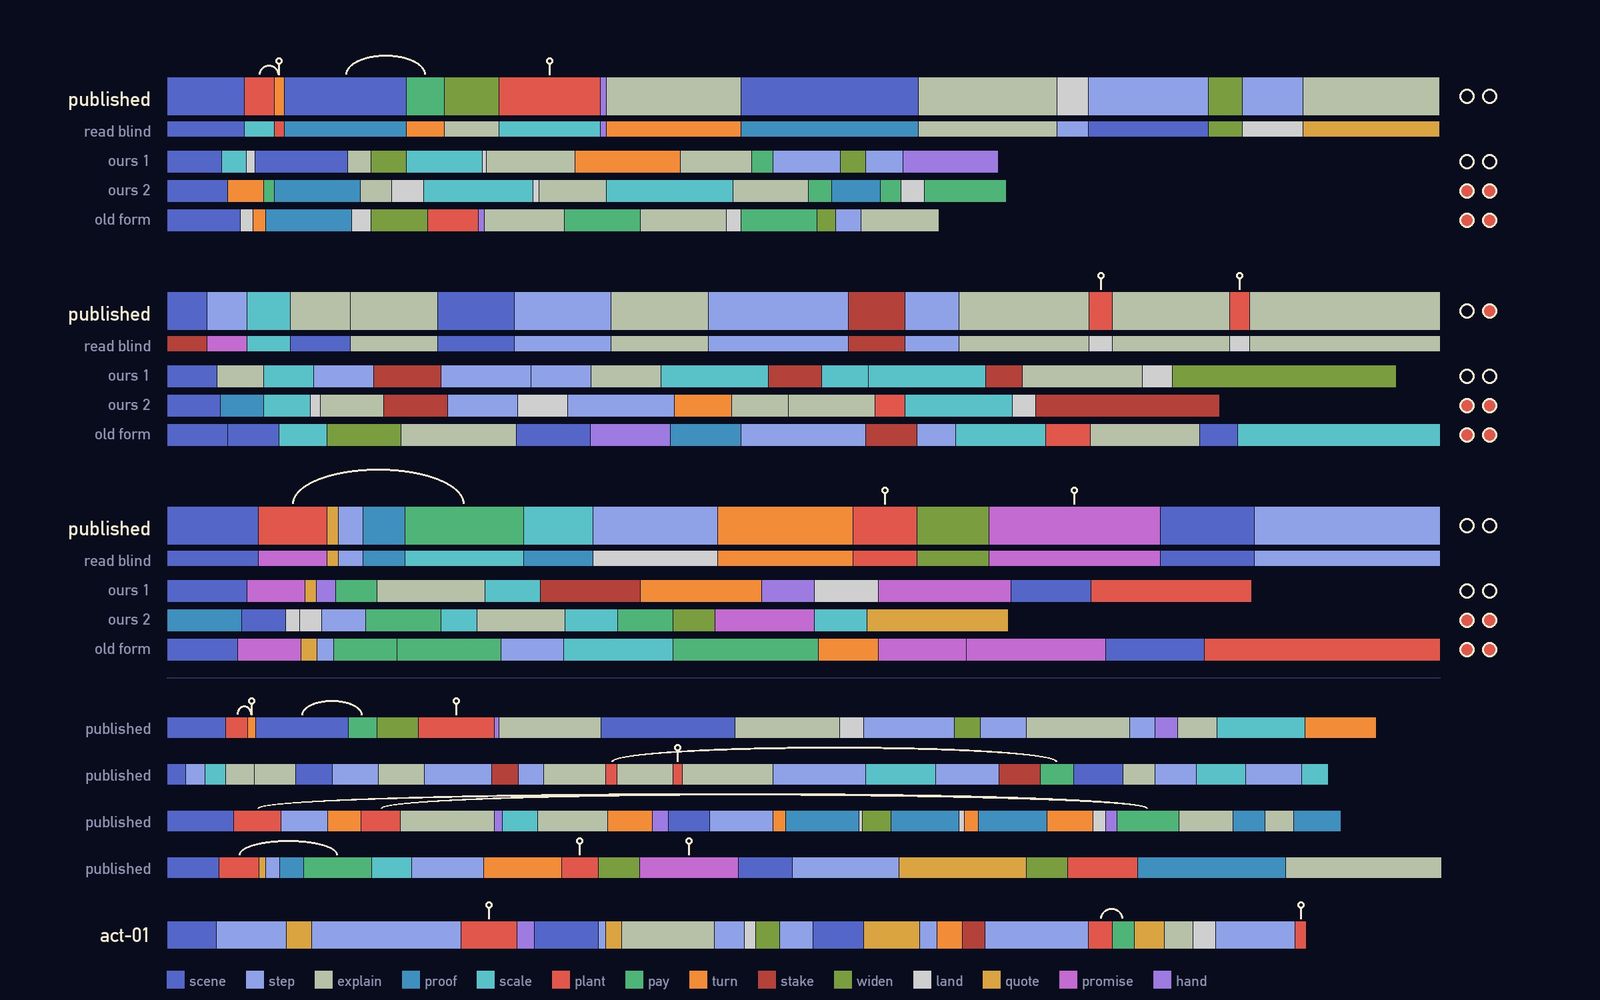 published
read blind
ours 1
ours 2
old form
published
read blind
ours 1
ours 2
old form
published
read blind
ours 1
ours 2
old form
published
published
published
published
act-01
scene step explain proof scale plant pay turn stake widen land quote promise hand